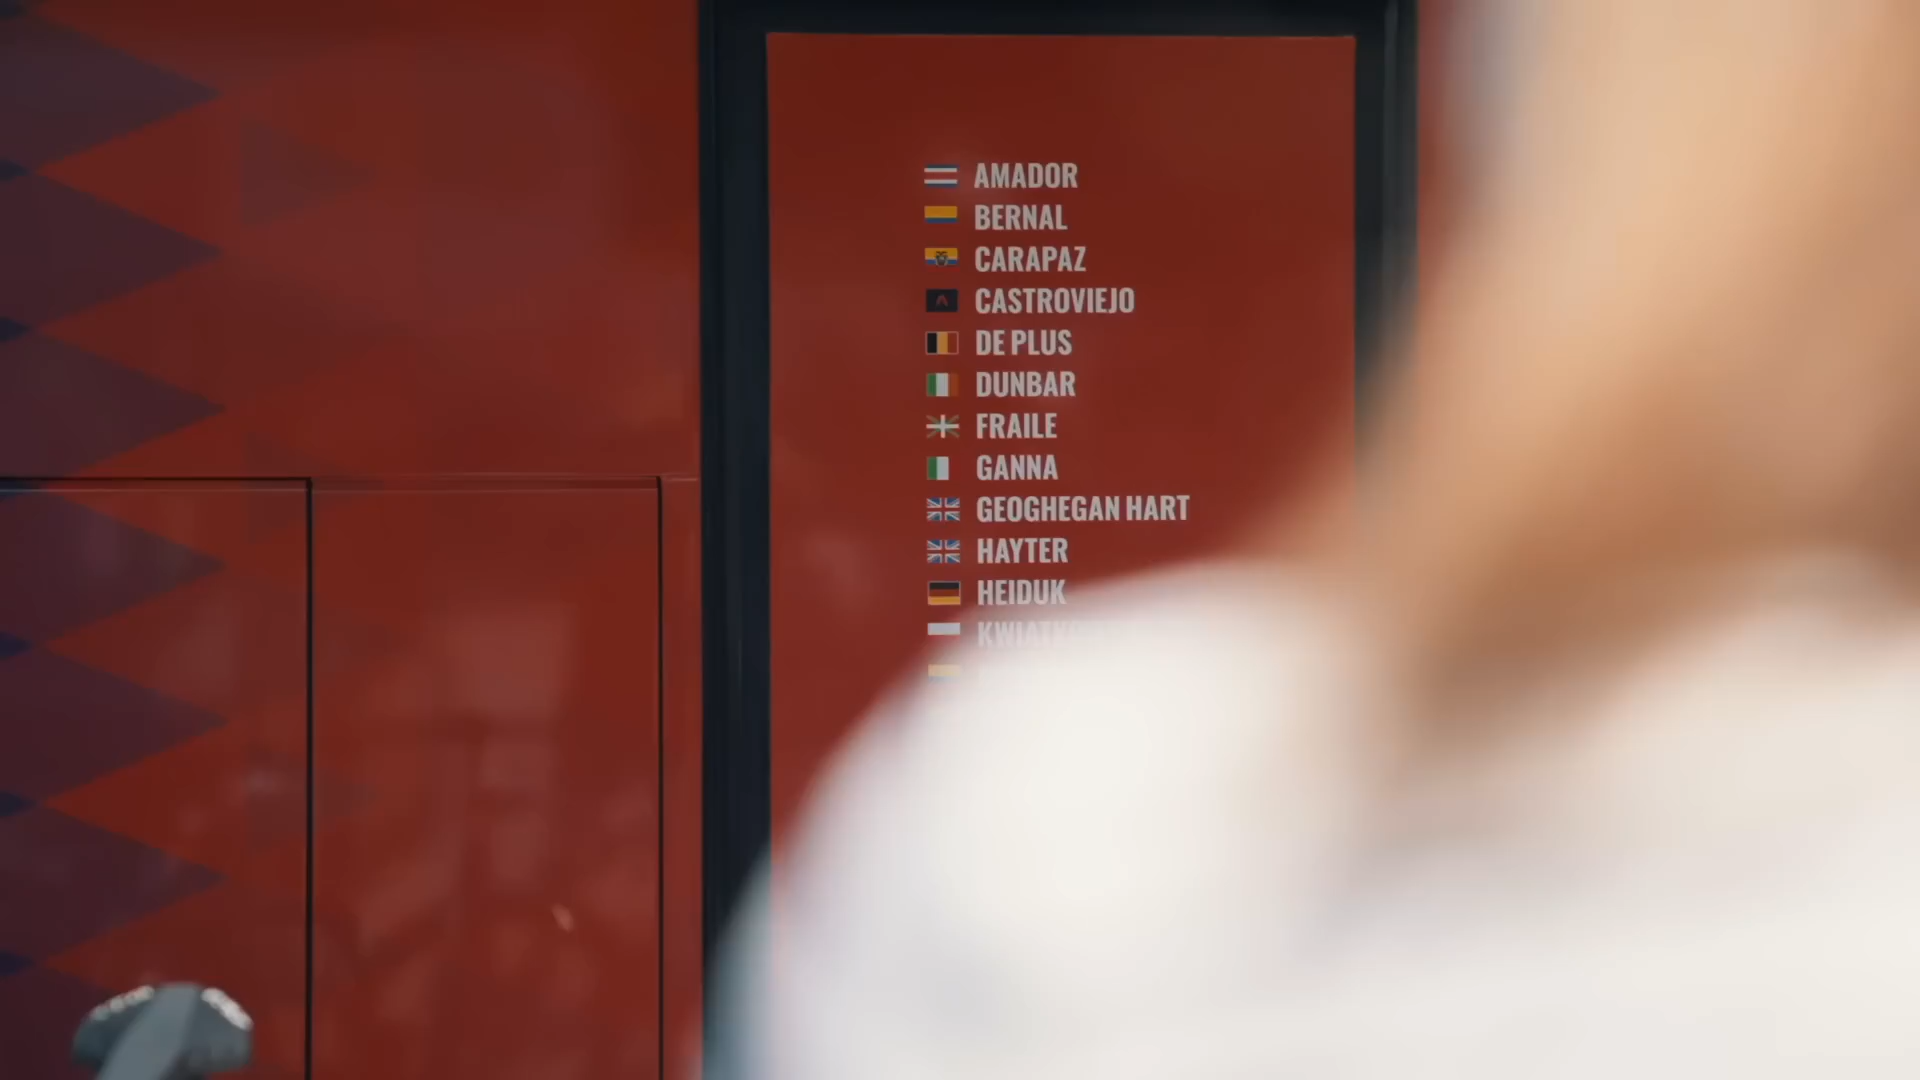 AMADOR
BERNAL
CARAPAZ
CASTROVIEJO
DE PLUS
DUNBAR
FRAILE
GANNA
GEOGHEGAN HART
HAYTER
HEIDUK